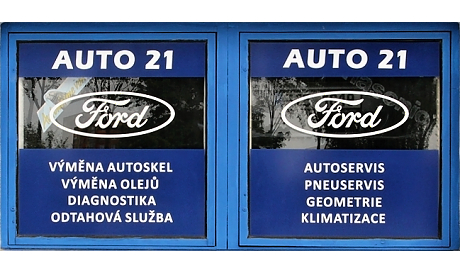 AUTO 21
Ford
VÝMĚNA AUTOSKEL
VÝMĚNA OLEJŮ
DIAGNOSTIKA
ODTAHOVÁ SLUŽBA
AUTO 21
Ford
AUTOSERVIS
PNEUSERVIS
GEOMETRIE
KLIMATIZACE